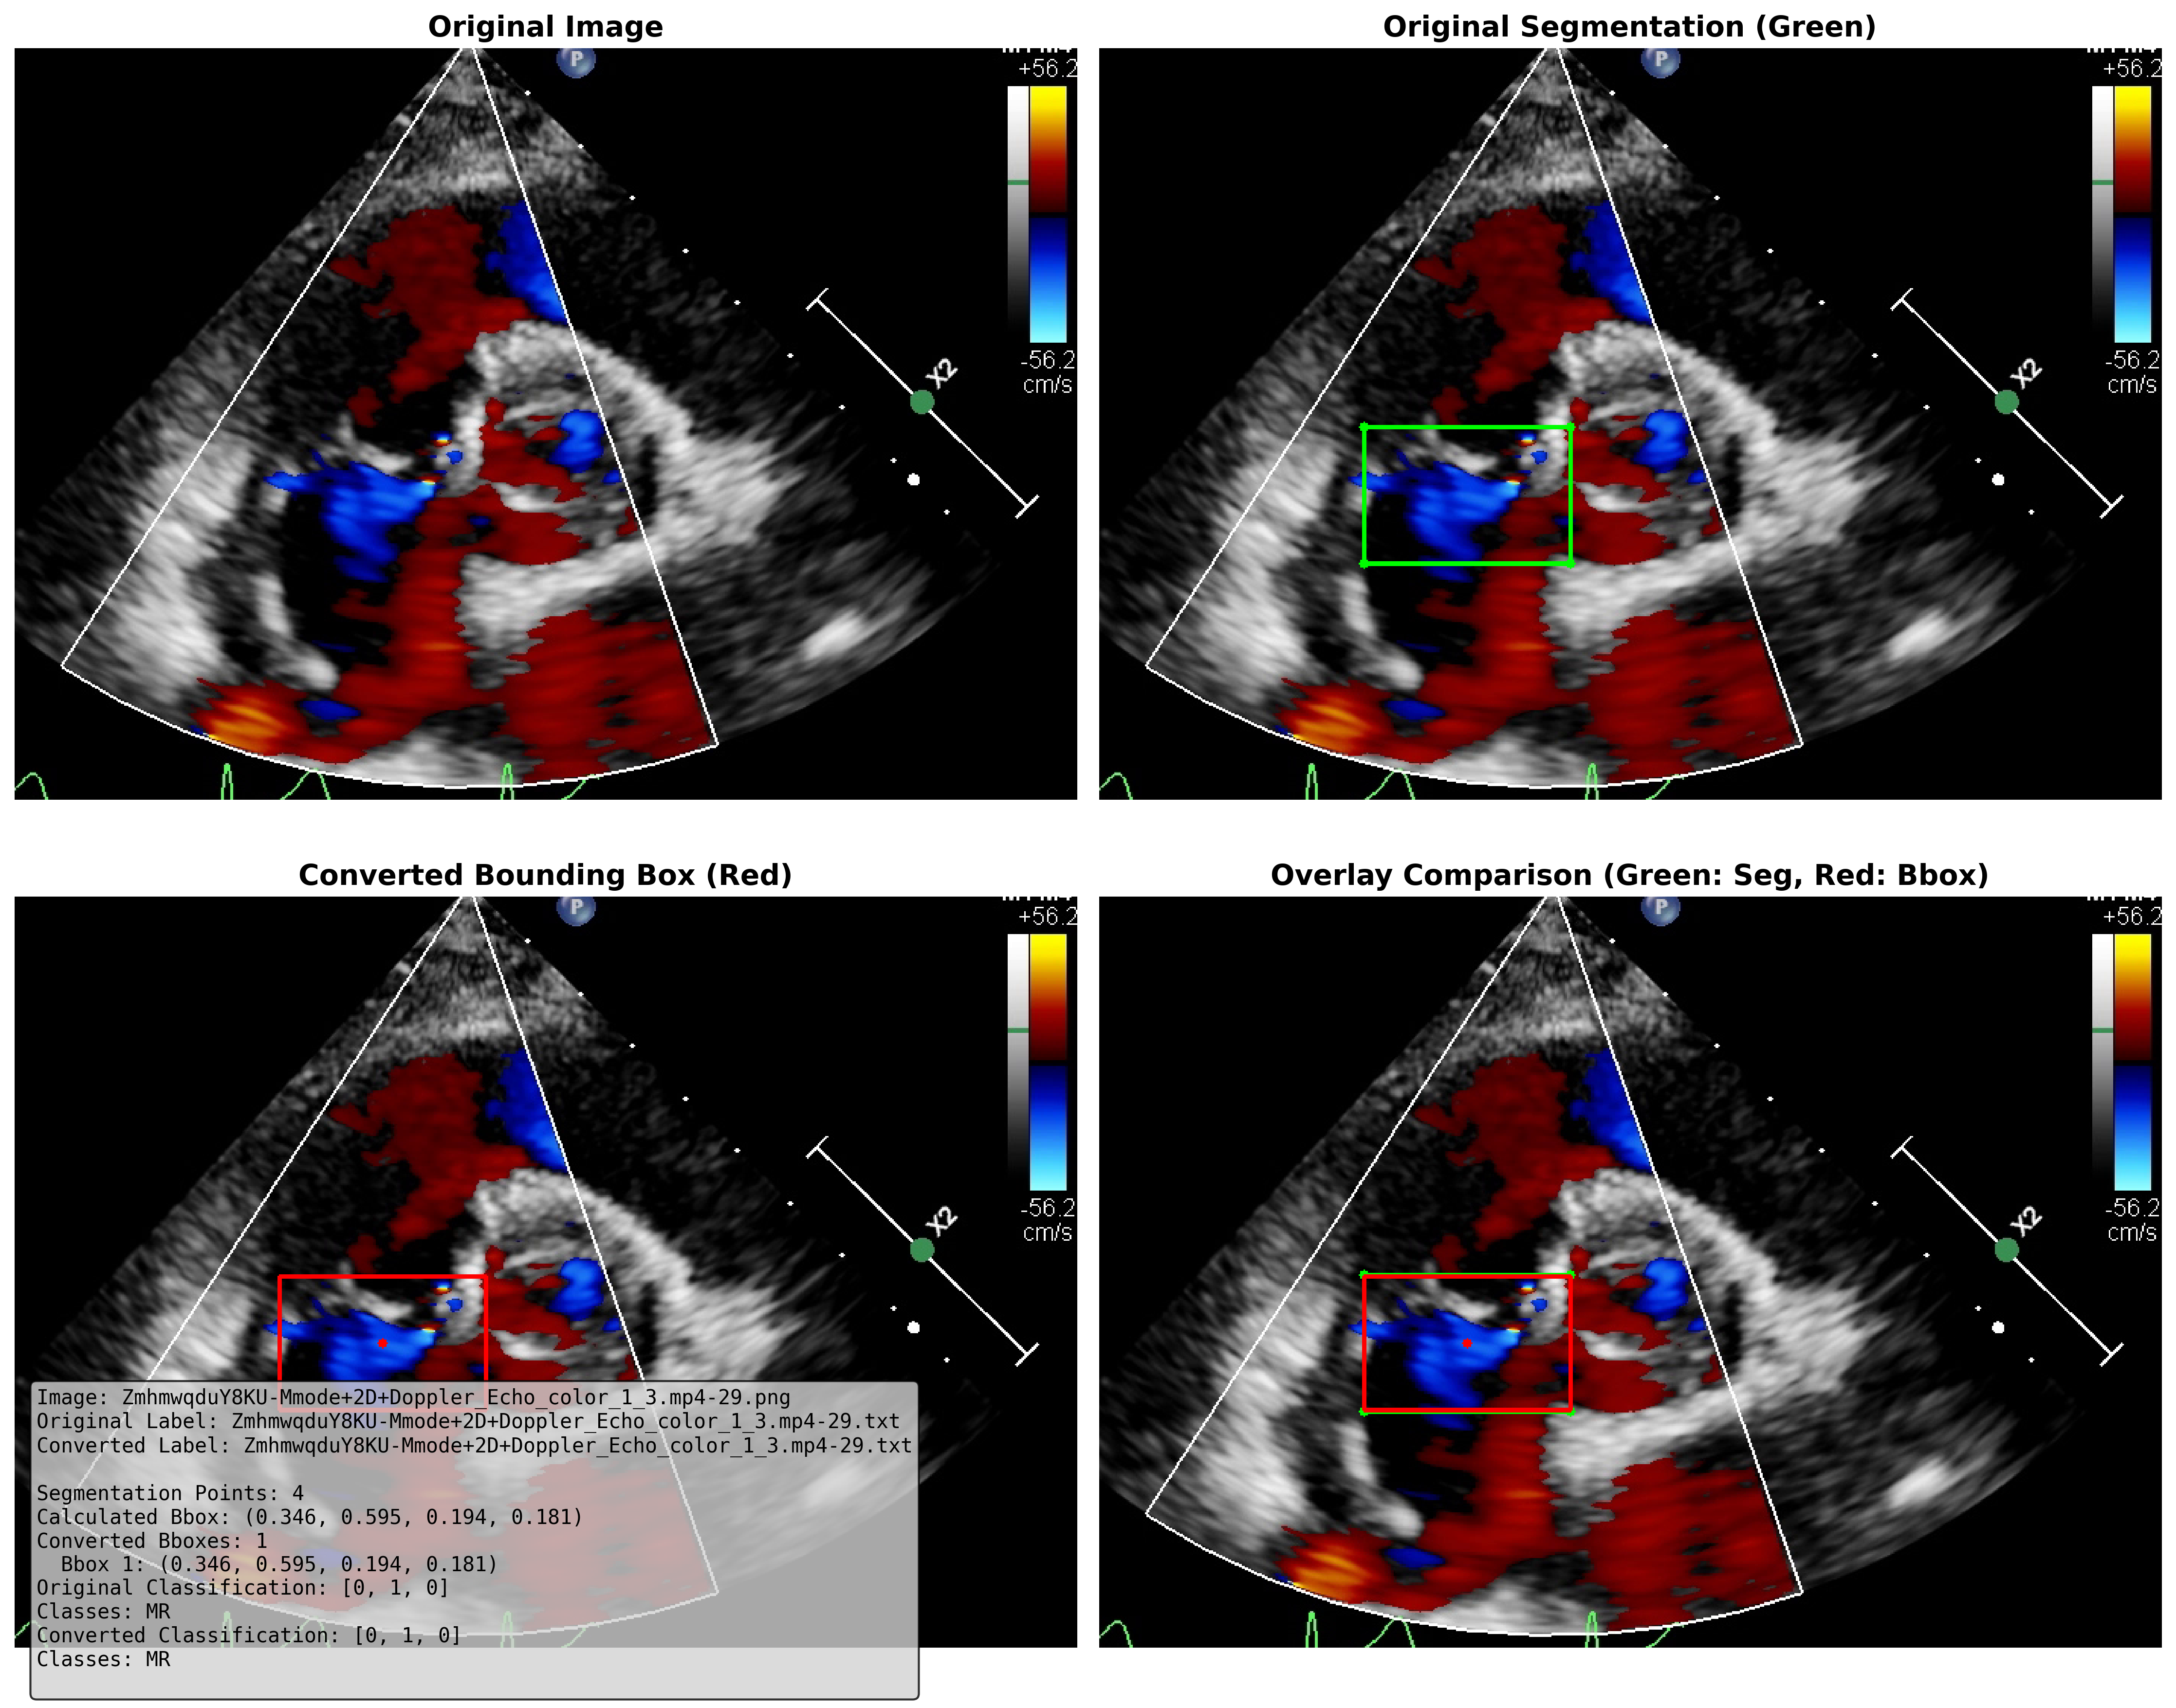 Original Image
P
+56.2
-56.2
cm/s
X2
Original Segmentation (Green)
P
+56.2
-56.2
cm/s
X2
Converted Bounding Box (Red)
P
+56.2
-56.2
cm/s
X2
Image: ZmhmwqduY8KU-Mmode+2D+Doppler_Echo_color_1_3.mp4-29.png
Original Label: ZmhmwqduY8KU-Mmode+2D+Doppler_Echo_color_1_3.mp4-29.txt
Converted Label: ZmhmwqduY8KU-Mmode+2D+Doppler_Echo_color_1_3.mp4-29.txt
Segmentation Points: 4
Calculated Bbox: (0.346, 0.595, 0.194, 0.181)
Converted Bboxes: 1
Bbox 1: (0.346, 0.595, 0.194, 0.181)
Original Classification: [0, 1, 0]
Classes: MR
Converted Classification: [0, 1, 0]
Classes: MR
Overlay Comparison (Green: Seg, Red: Bbox)
P
+56.2
-56.2
cm/s
X2